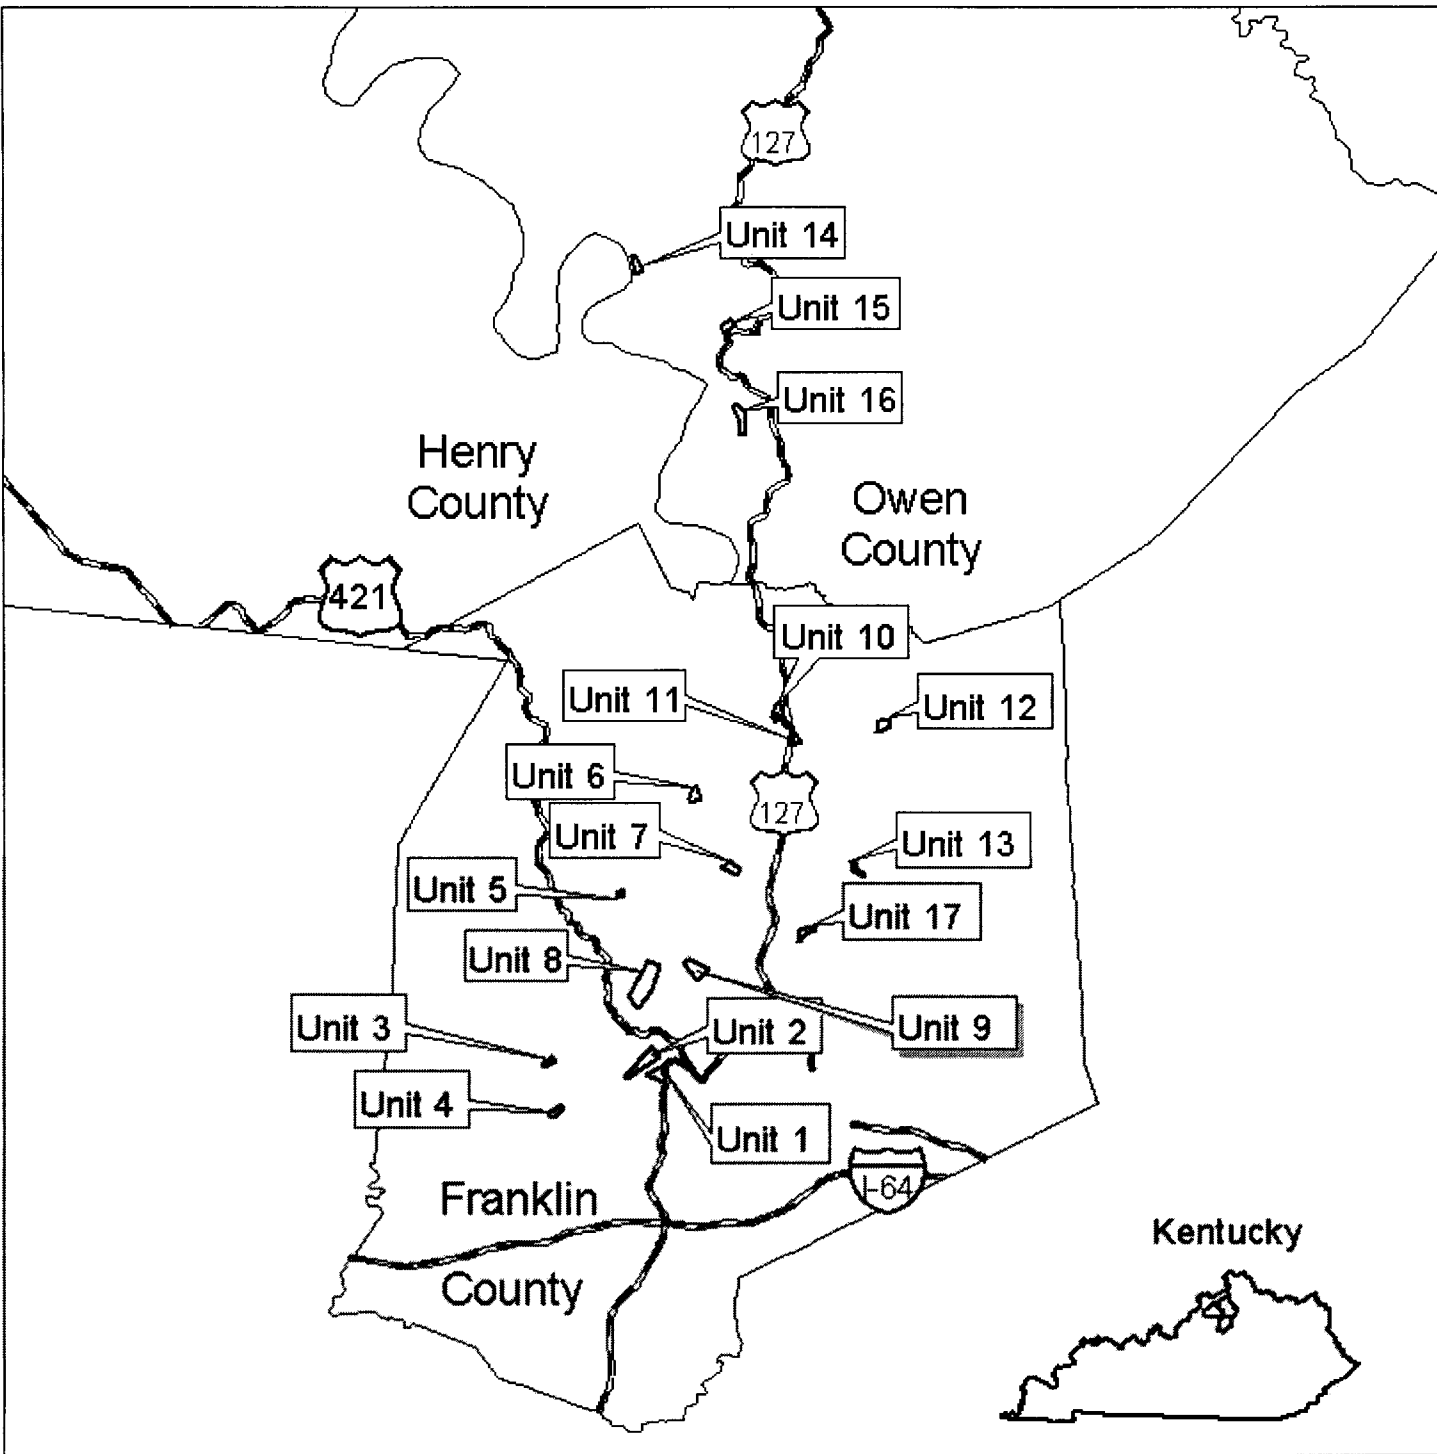 127
Unit 14
Unit 15
Unit 16
Henry
County
Owen
County
421
Unit 10
Unit 11
Unit 12
Unit 6
127
Unit 7
Unit 13
Unit 5
Unit 17
Unit 8
Unit 3
Unit 2
Unit 9
Unit 4
Unit 1
I-64
Franklin
County
Kentucky